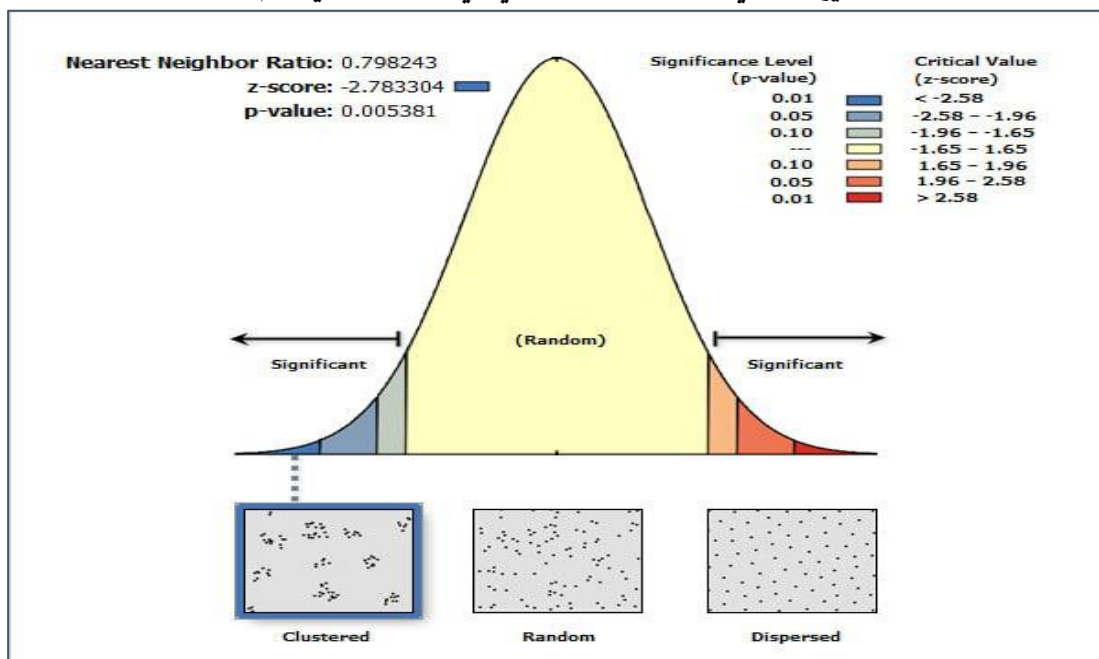 Nearest Neighbor Ratio: 0.798243
z-score: -2.783304
p-value: 0.005381
Significance Level
(p-value)
Critical Value
(z-score)
0.01 < -2.58
0.05 -2.58 – -1.96
0.10 -1.96 – -1.65
--- -1.65 – 1.65
0.10 1.65 – 1.96
0.05 1.96 – 2.58
0.01 > 2.58
Significant
(Random)
Significant
Clustered
Random
Dispersed